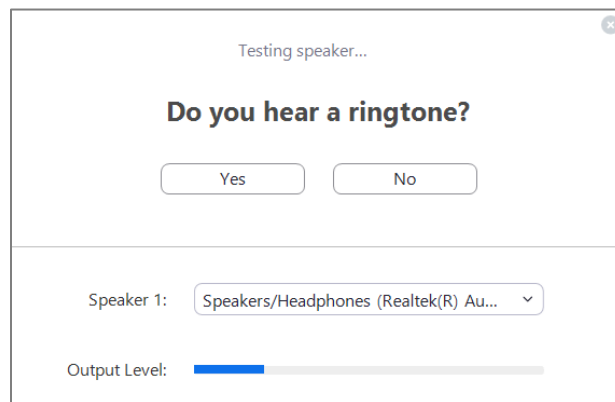 Testing speaker...
Do you hear a ringtone?
Yes
No
Speaker 1:
Speakers/Headphones (Realtek(R) Au...
Output Level: